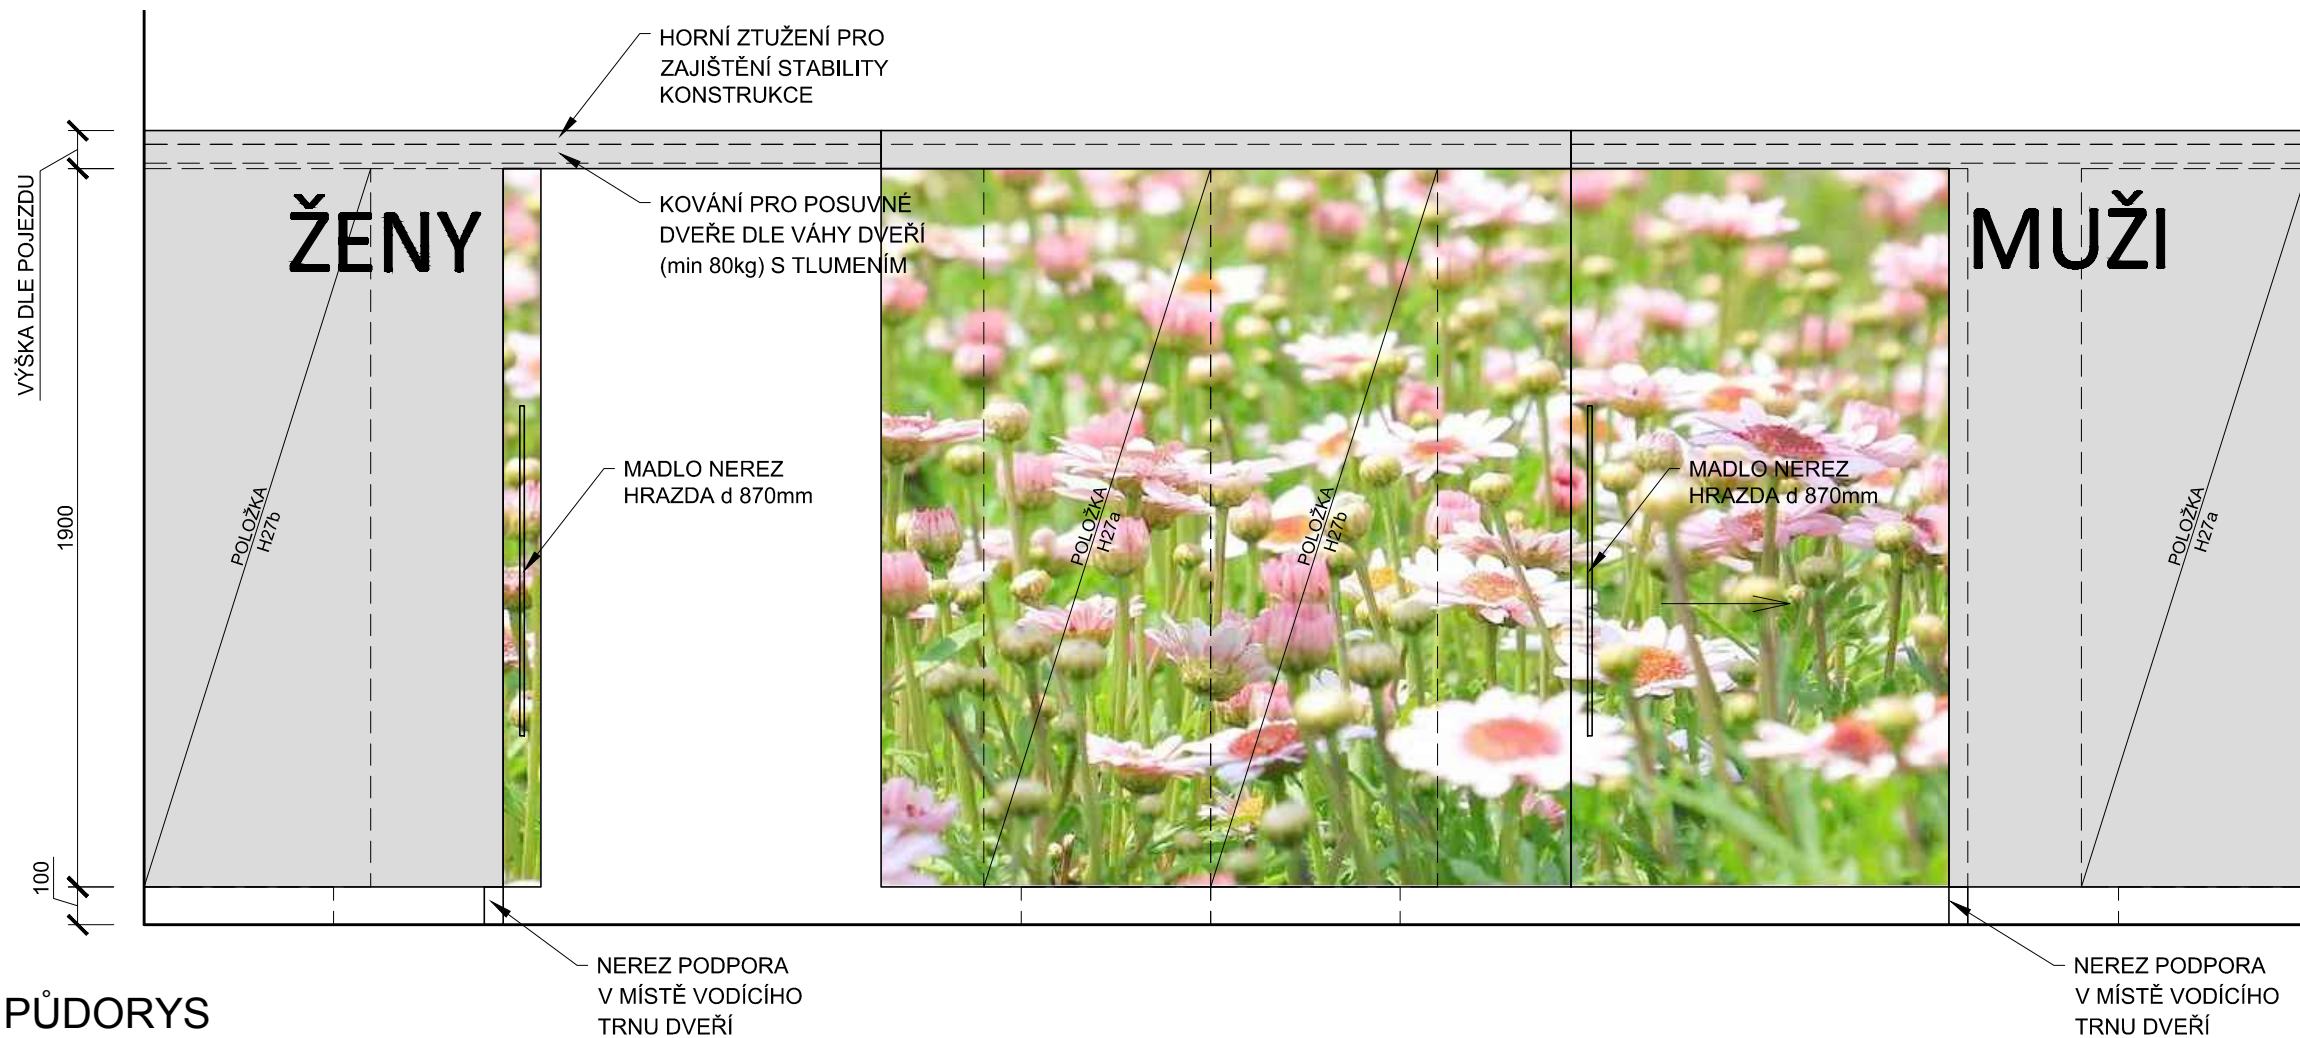 HORNÍ ZTUŽENÍ PRO
ZAJIŠTĚNÍ STABILITY
KONSTRUKCE
VÝŠKA DLE POJEZDU
ŽENY
KOVÁNÍ PRO POSUVNÉ
DVEŘE DLE VÁHY DVEŘÍ
(min 80kg) S TLUMENÍM
MUŽI
1900
POLOŽKA
H27b
MADLO NEREZ
HRAZDA d 870mm
POLOŽKA
H27a
POLOŽKA
H27b
MADLO NEREZ
HRAZDA d 870mm
POLOŽKA
H27a
100
NEREZ PODPORA
V MÍSTĚ VODÍCÍHO
TRNU DVEŘÍ
NEREZ PODPORA
V MÍSTĚ VODÍCÍHO
TRNU DVEŘÍ
PŮDORYS